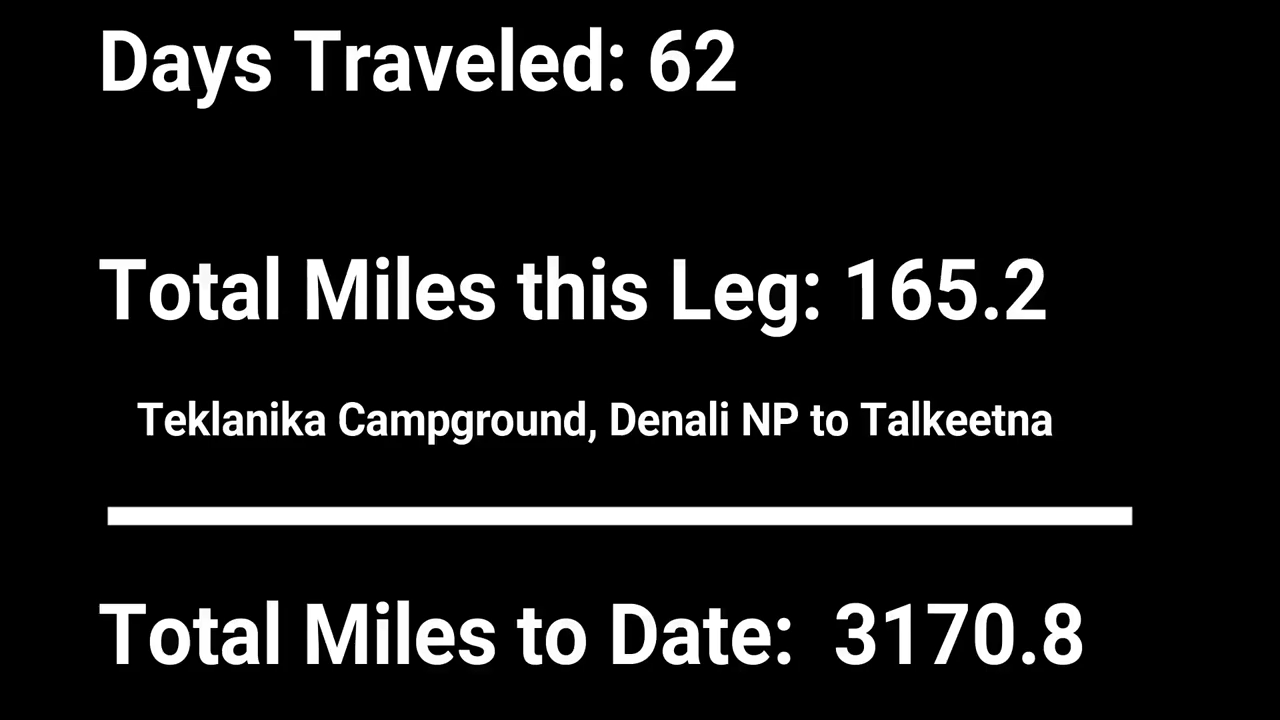 Days Traveled: 62
Total Miles this Leg: 165.2
Teklanika Campground, Denali NP to Talkeetna
Total Miles to Date: 3170.8